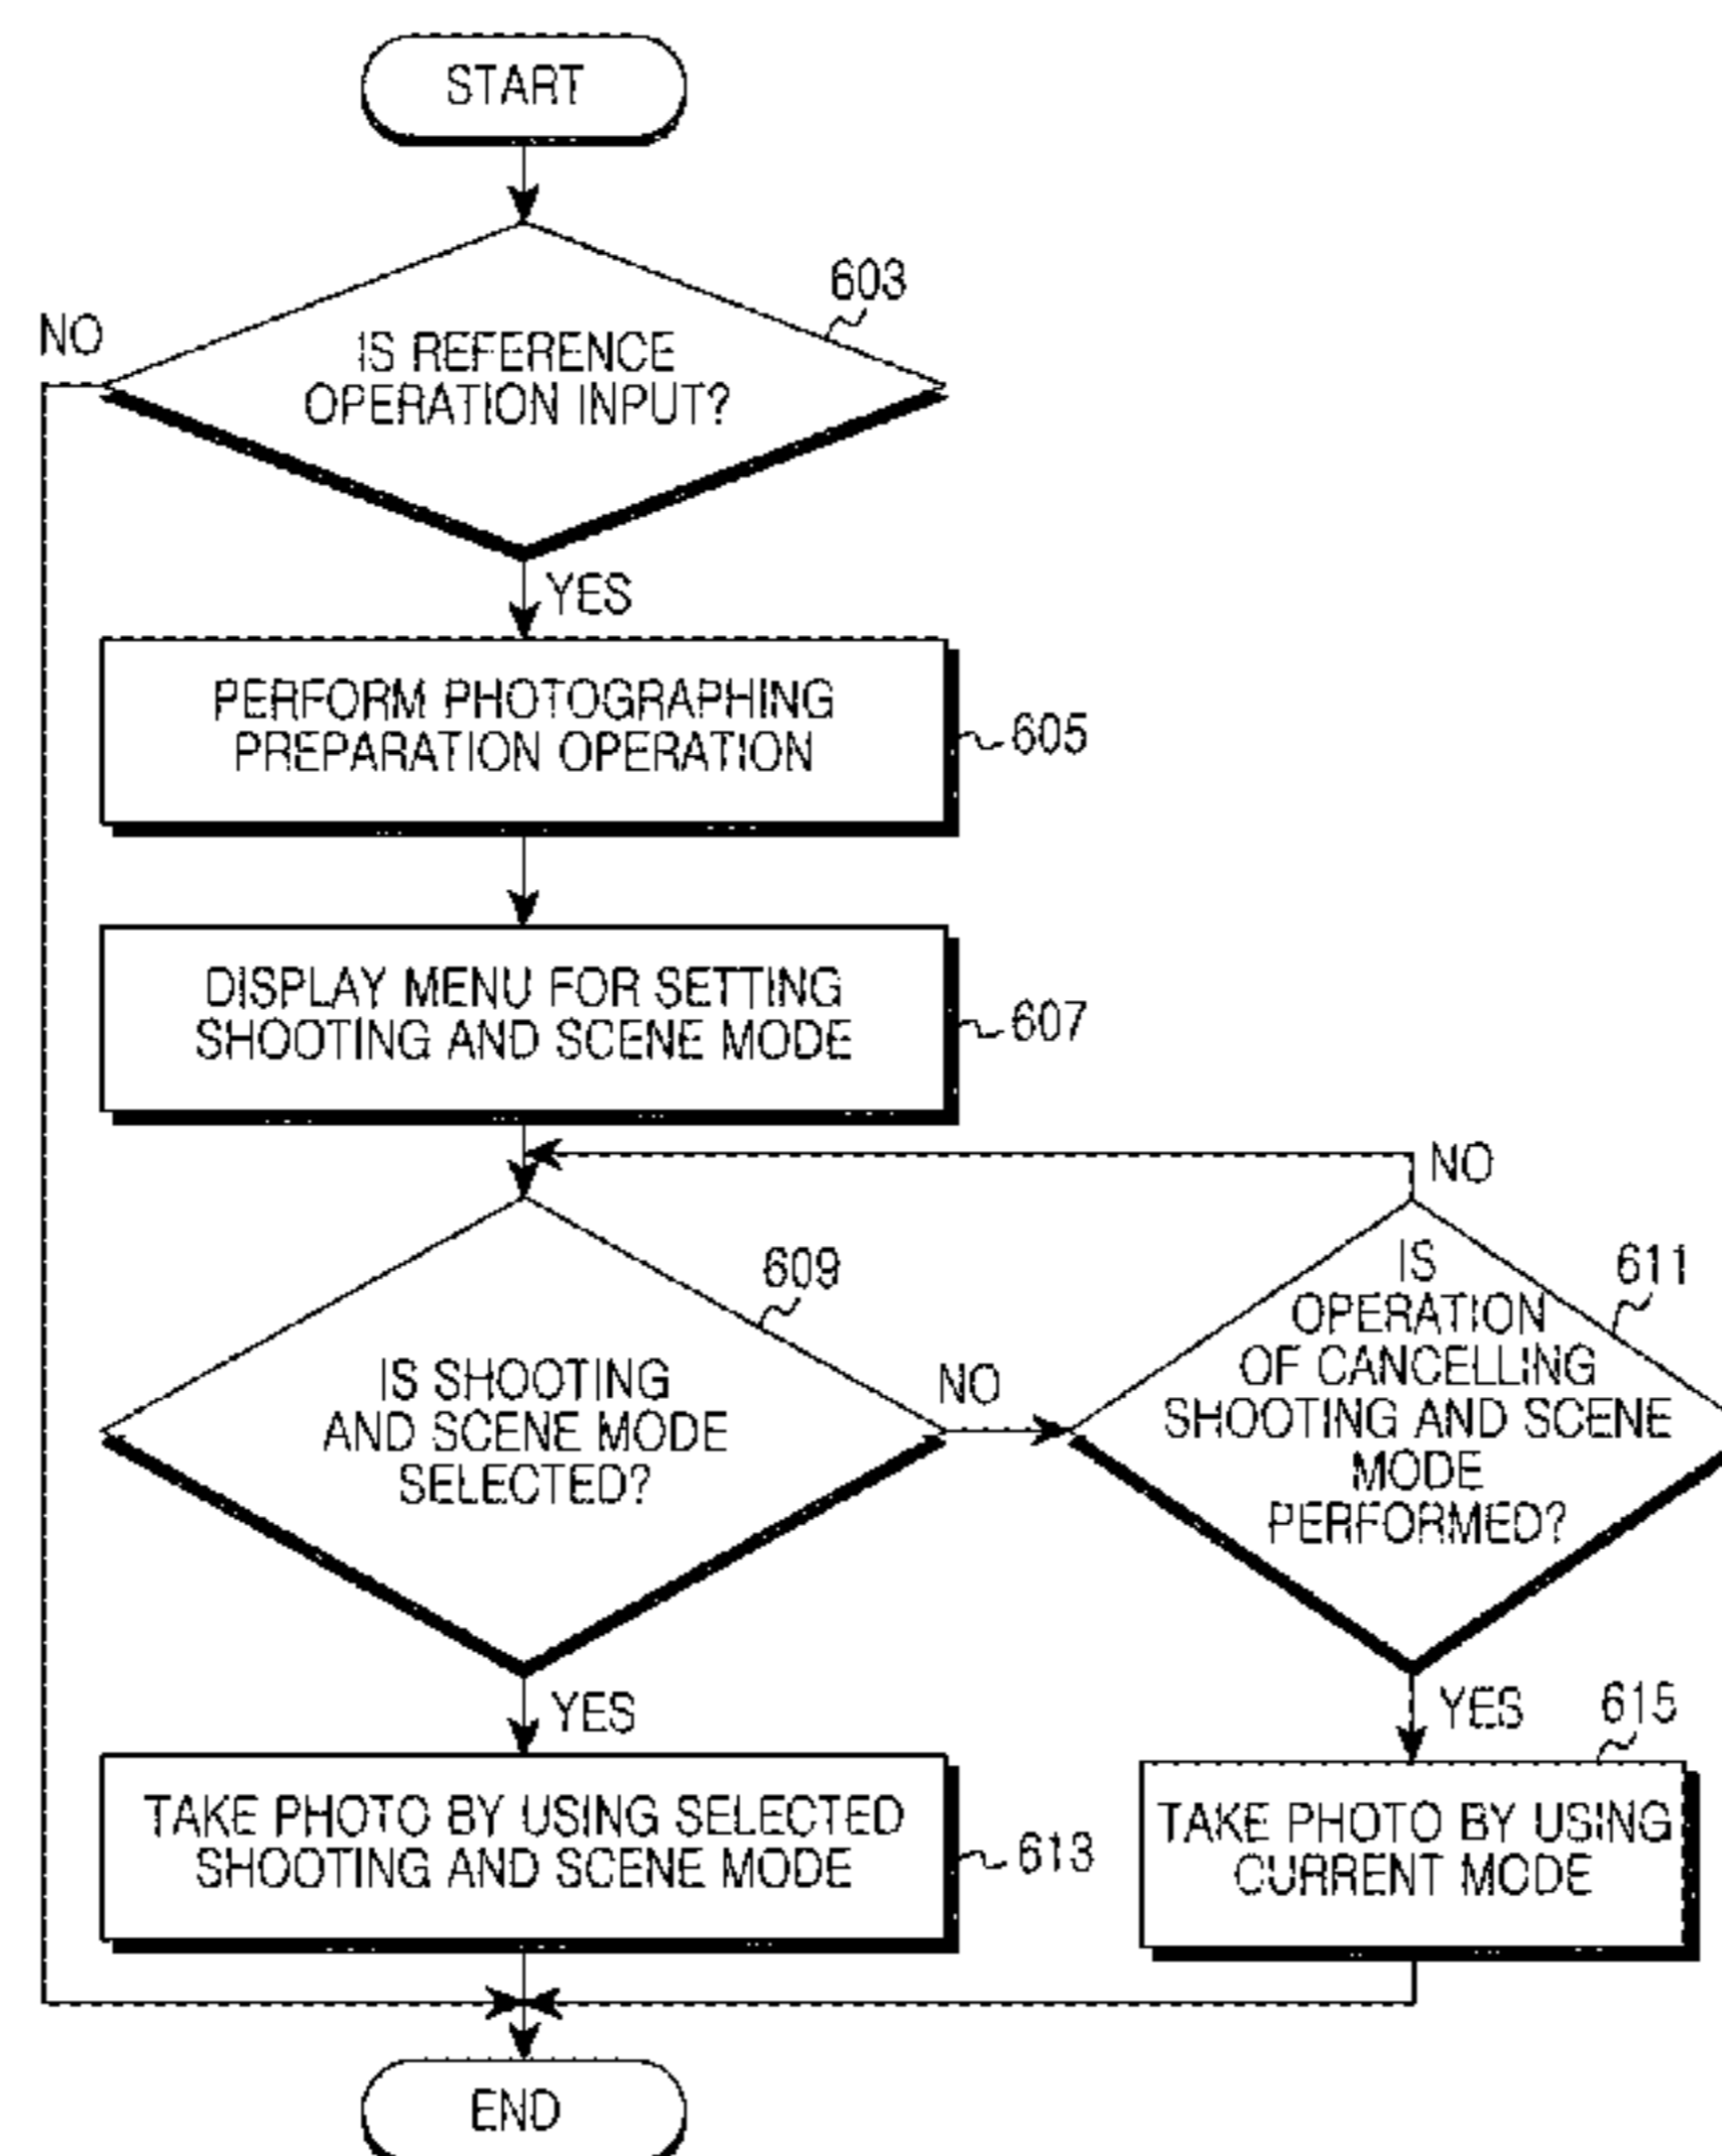 START
603
NO
IS REFERENCE
OPERATION INPUT?
YES
PERFORM PHOTOGRAPHING
PREPARATION OPERATION
605
DISPLAY MENU FOR SETTING
SHOOTING AND SCENE MODE
607
NO
609
IS SHOOTING
AND SCENE MODE
SELECTED?
NO
611
IS
OPERATION
OF CANCELLING
SHOOTING AND SCENE
MODE
PERFORMED?
YES
YES
615
TAKE PHOTO BY USING SELECTED
SHOOTING AND SCENE MODE
613
TAKE PHOTO BY USING
CURRENT MODE
END